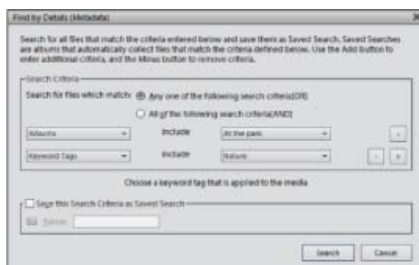 Find by Details (Metadata)
Search for all files that match the criteria entered below and save them as Saved Search. Saved Searches
are albums that automatically collect files that match the criteria defined below. Use the Add button to
enter additional criteria, and the Minus button to remove criteria.
Search Criteria
Search for files which match: Any one of the following search criteria(OR)
All of the following search criteria(AND)
Albums Include At the park
Keyword Tags Include Nature
Choose a keyword tag that is applied to the media
Save this Search Criteria as Saved Search
Name:
Search Cancel